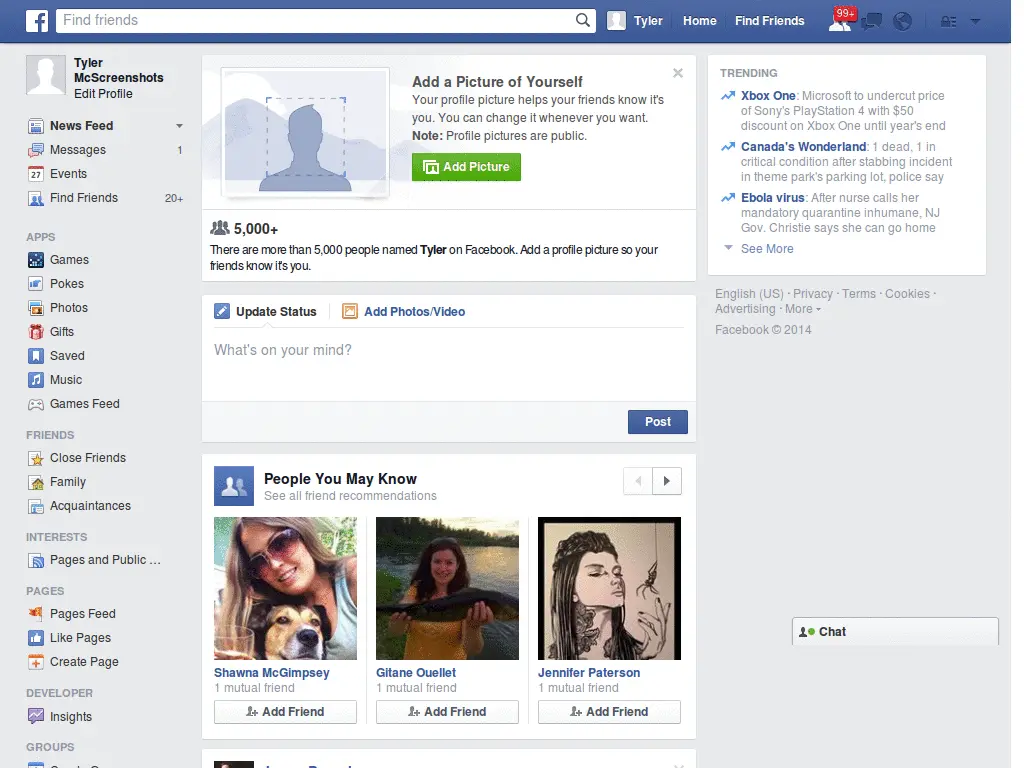 Find friends
Tyler
Home
Find Friends
99+
Tyler
McScreenshots
Edit Profile
News Feed
Messages 1
27 Events
Find Friends 20+
APPS
Games
Pokes
Photos
Gifts
Saved
Music
Games Feed
FRIENDS
Close Friends
Family
Acquaintances
INTERESTS
Pages and Public ...
PAGES
Pages Feed
Like Pages
Create Page
DEVELOPER
Insights
GROUPS
Add a Picture of Yourself
Your profile picture helps your friends know it's
you. You can change it whenever you want.
Note: Profile pictures are public.
Add Picture
5,000+
There are more than 5,000 people named Tyler on Facebook. Add a profile picture so your
friends know it's you.
Update Status
Add Photos/Video
What's on your mind?
Post
People You May Know
See all friend recommendations
Shawna McGimpsey
1 mutual friend
Add Friend
Gitane Ouellet
1 mutual friend
Add Friend
Jennifer Paterson
1 mutual friend
Add Friend
TRENDING
Xbox One: Microsoft to undercut price
of Sony's PlayStation 4 with $50
discount on Xbox One until year's end
Canada's Wonderland: 1 dead, 1 in
critical condition after stabbing incident
in theme park's parking lot, police say
Ebola virus: After nurse calls her
mandatory quarantine inhumane, NJ
Gov. Christie says she can go home
See More
English (US) · Privacy · Terms · Cookies ·
Advertising · More
Facebook © 2014
Chat